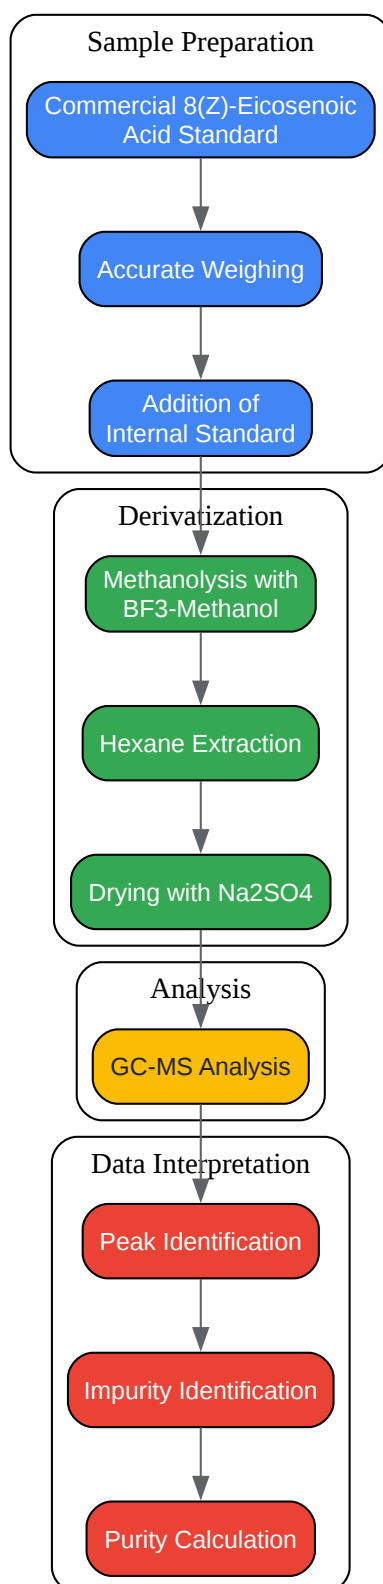 Sample Preparation
Commercial 8(Z)-Eicosenoic
Acid Standard
Accurate Weighing
Addition of
Internal Standard
Derivatization
Methanolysis with
BF3-Methanol
Hexane Extraction
Drying with Na2SO4
Analysis
GC-MS Analysis
Data Interpretation
Peak Identification
Impurity Identification
Purity Calculation